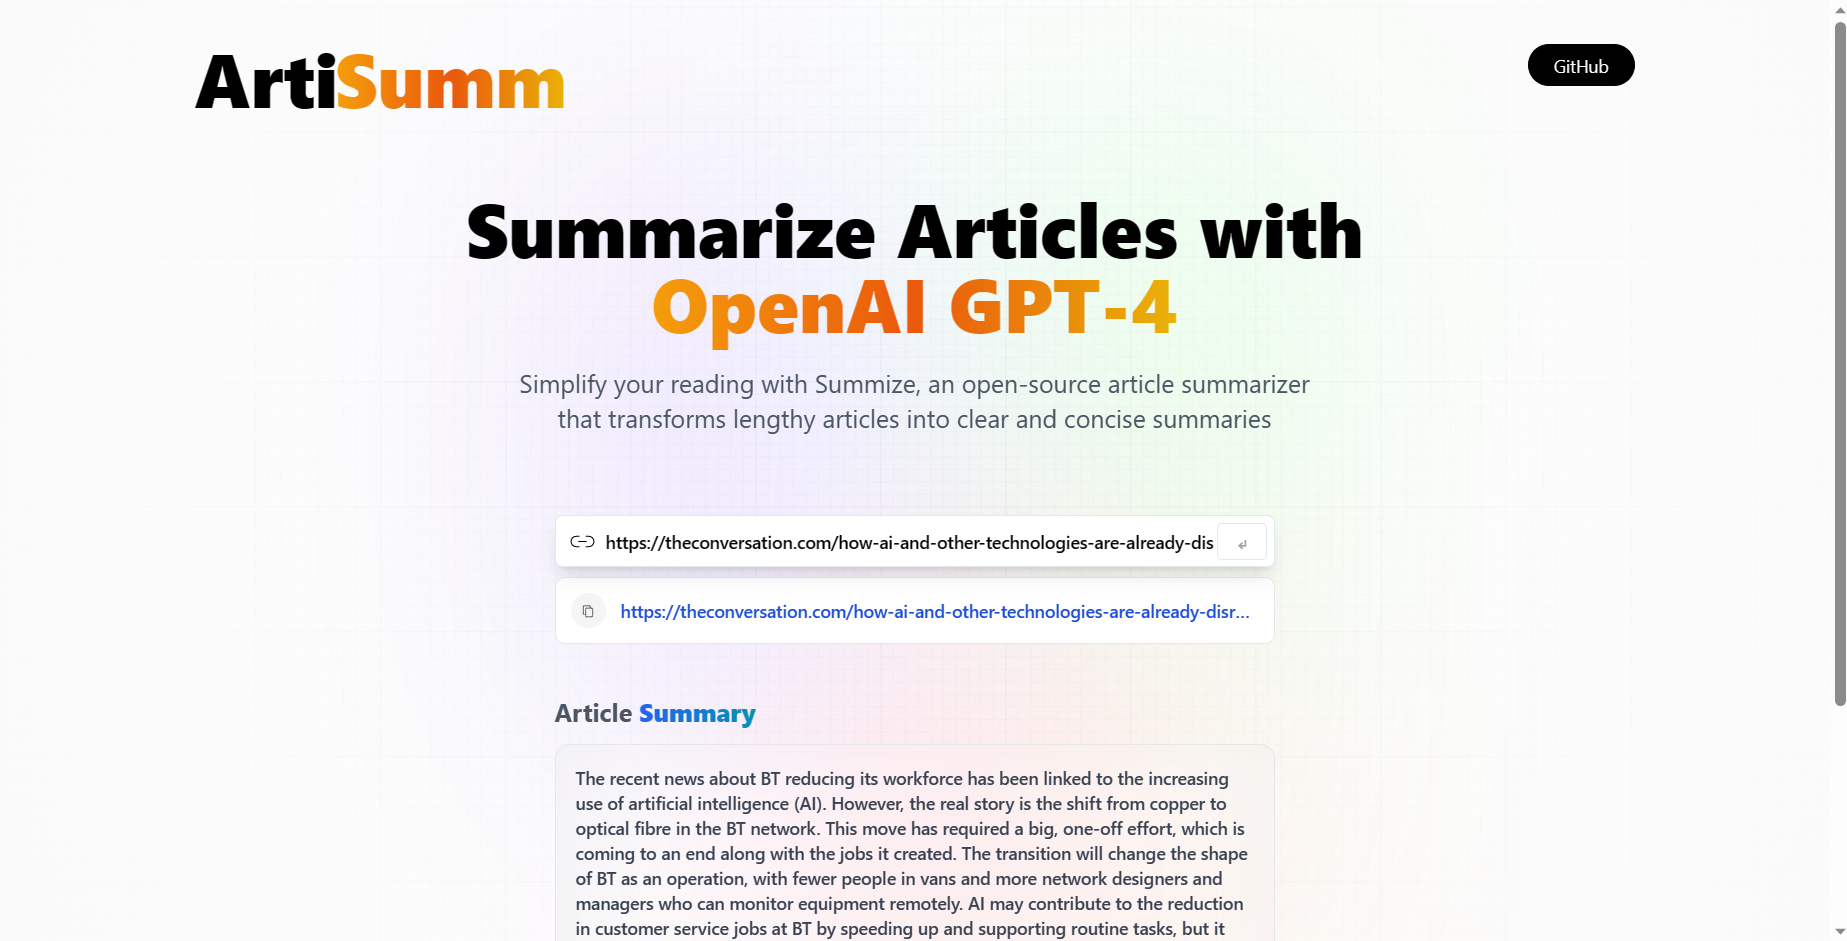 ArtiSumm
GitHub
Summarize Articles with
OpenAI GPT-4
Simplify your reading with Summize, an open-source article summarizer
that transforms lengthy articles into clear and concise summaries
https://theconversation.com/how-ai-and-other-technologies-are-already-dis
https://theconversation.com/how-ai-and-other-technologies-are-already-disr...
Article Summary
The recent news about BT reducing its workforce has been linked to the increasing
use of artificial intelligence (AI). However, the real story is the shift from copper to
optical fibre in the BT network. This move has required a big, one-off effort, which is
coming to an end along with the jobs it created. The transition will change the shape
of BT as an operation, with fewer people in vans and more network designers and
managers who can monitor equipment remotely. AI may contribute to the reduction
in customer service jobs at BT by speeding up and supporting routine tasks, but it